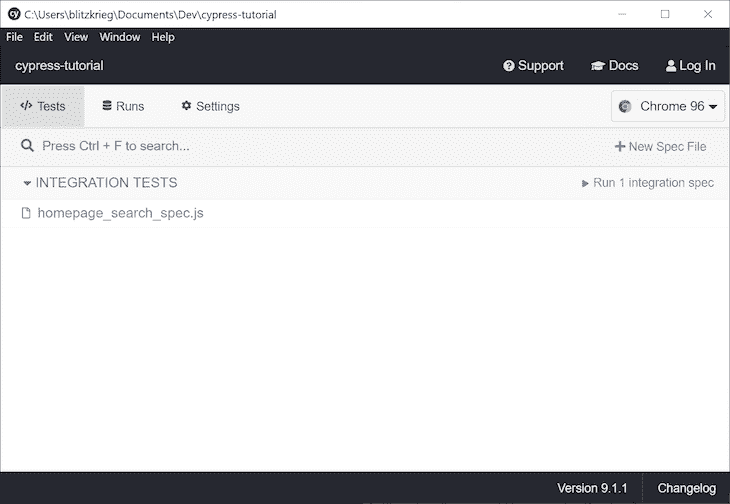 cy C:\Users\blitzkrieg\Documents\Dev\cypress-tutorial
File Edit View Window Help
cypress-tutorial Support Docs Log In
</> Tests Runs Settings Chrome 96
Press Ctrl + F to search... + New Spec File
INTEGRATION TESTS Run 1 integration spec
homepage_search_spec.js
Version 9.1.1 Changelog